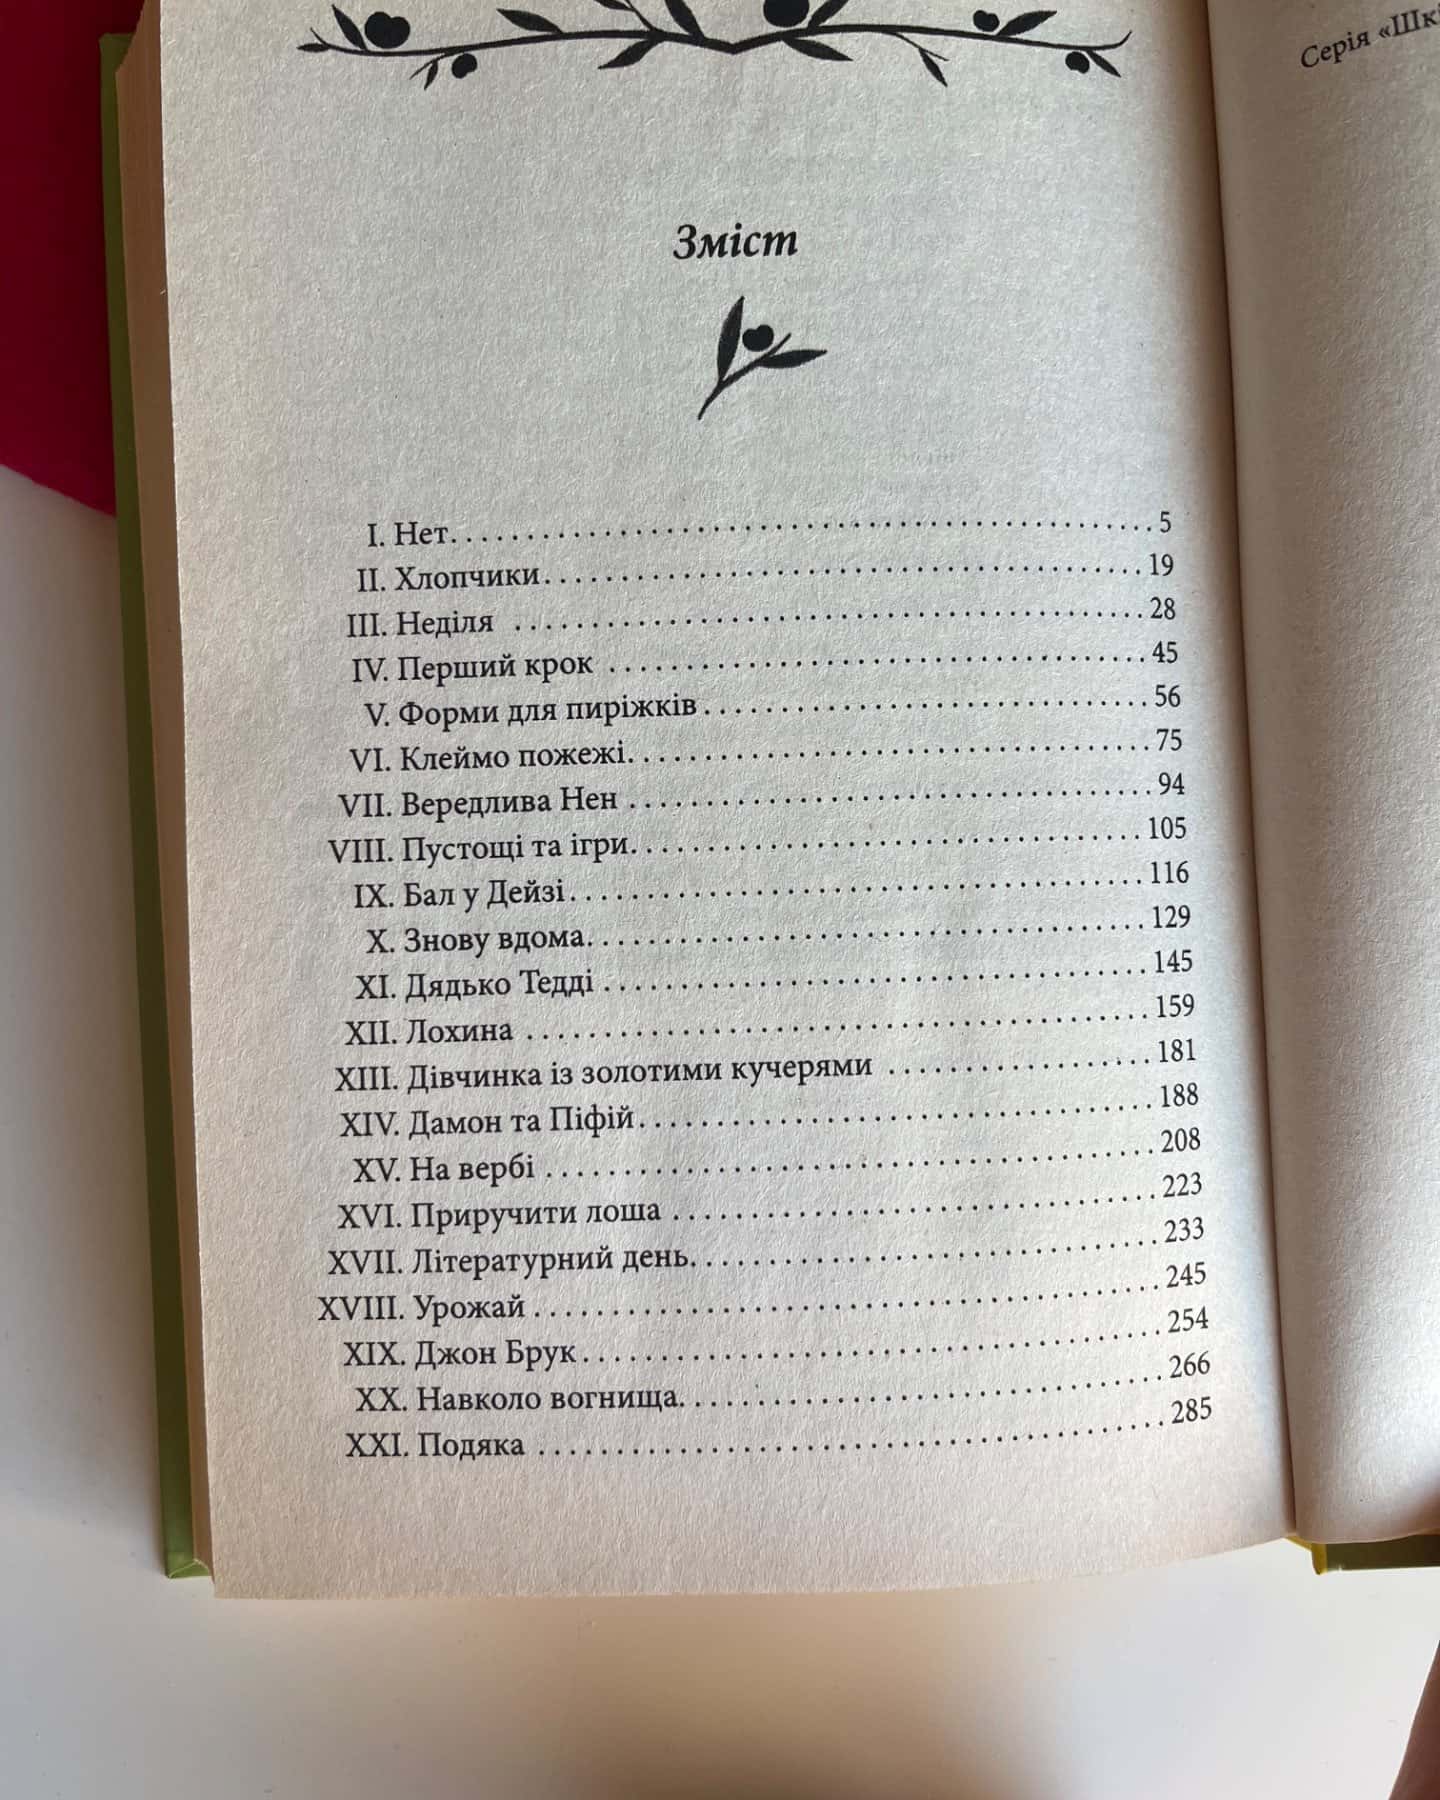 Серія
Зміст
I. Нет. . . . . . . . . . . . . . . . . . . . . . . . . . . . . . . . . . . . . . . . . . . . . . 5
II. Хлопчики. . . . . . . . . . . . . . . . . . . . . . . . . . . . . . . . . . . . . . . 19
III. Неділя . . . . . . . . . . . . . . . . . . . . . . . . . . . . . . . . . . . . . . . . . 28
IV. Перший крок . . . . . . . . . . . . . . . . . . . . . . . . . . . . . . . . . . . 45
V. Форми для пиріжків . . . . . . . . . . . . . . . . . . . . . . . . . . . . . 56
VI. Клеймо пожежі. . . . . . . . . . . . . . . . . . . . . . . . . . . . . . . . . . 75
VII. Вередлива Нен . . . . . . . . . . . . . . . . . . . . . . . . . . . . . . . . . . 94
VIII. Пустощі та ігри. . . . . . . . . . . . . . . . . . . . . . . . . . . . . . . . . 105
IX. Бал у Дейзі. . . . . . . . . . . . . . . . . . . . . . . . . . . . . . . . . . . . . 116
X. Знову вдома. . . . . . . . . . . . . . . . . . . . . . . . . . . . . . . . . . . . 129
XI. Дядько Тедді . . . . . . . . . . . . . . . . . . . . . . . . . . . . . . . . . . . 145
XII. Лохина . . . . . . . . . . . . . . . . . . . . . . . . . . . . . . . . . . . . . . . . 159
XIII. Дівчинка із золотими кучерями . . . . . . . . . . . . . . . . . 181
XIV. Дамон та Піфій. . . . . . . . . . . . . . . . . . . . . . . . . . . . . . . . . 188
XV. На вербі . . . . . . . . . . . . . . . . . . . . . . . . . . . . . . . . . . . . . . . 208
XVI. Приручити лоша . . . . . . . . . . . . . . . . . . . . . . . . . . . . . . . 223
XVII. Літературний день. . . . . . . . . . . . . . . . . . . . . . . . . . . . . . 233
XVIII. Урожай . . . . . . . . . . . . . . . . . . . . . . . . . . . . . . . . . . . . . . . . 245
XIX. Джон Брук . . . . . . . . . . . . . . . . . . . . . . . . . . . . . . . . . . . . . 254
XX. Навколо вогнища. . . . . . . . . . . . . . . . . . . . . . . . . . . . . . . 266
XXI. Подяка . . . . . . . . . . . . . . . . . . . . . . . . . . . . . . . . . . . . . . . . 285